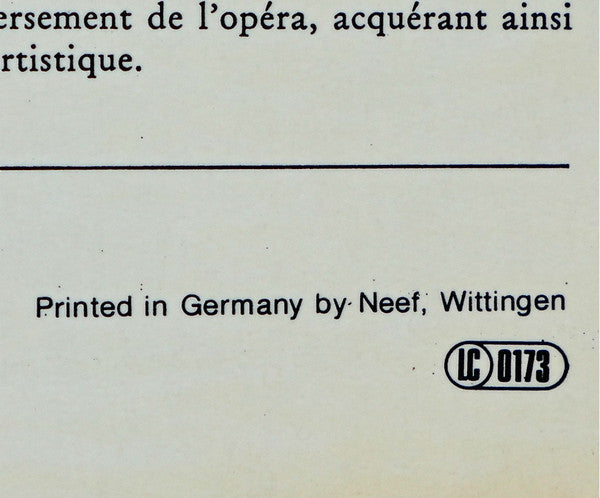 ersement de l'opéra, acquérant ainsi
rtistique.
Printed in Germany by Neef, Wittingen
LC 0173